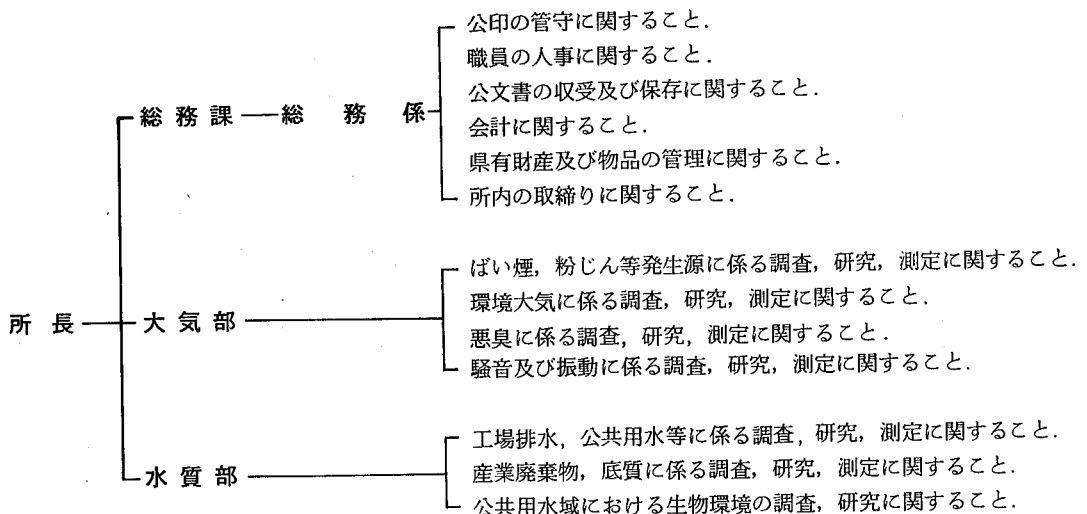 公印の管守に関すること.
職員の人事に関すること.
公文書の収受及び保存に関すること.
総務課 総務係
会計に関すること.
県有財産及び物品の管理に関すること.
所内の取締りに関すること.
ばい煙，粉じん等発生源に係る調査，研究，測定に関すること.
環境大気に係る調査，研究，測定に関すること.
所長 大気部
悪臭に係る調査，研究，測定に関すること.
騒音及び振動に係る調査，研究，測定に関すること.
工場排水，公共用水等に係る調査，研究，測定に関すること.
水質部
産業廃棄物，底質に係る調査，研究，測定に関すること.
公共用水域における生物環境の調査，研究に関すること.